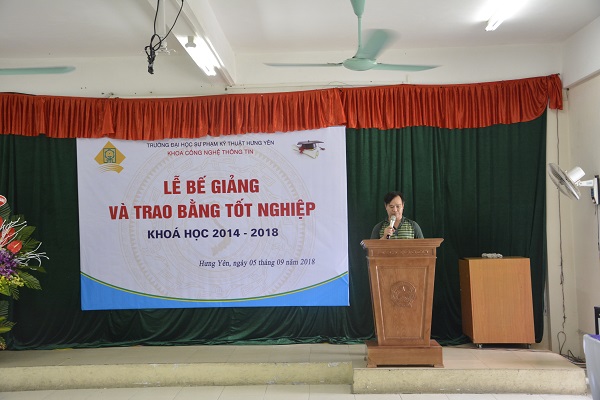 TRƯỜNG ĐẠI HỌC SƯ PHẠM KỸ THUẬT HƯNG YÊN
KHOA CÔNG NGHỆ THÔNG TIN
LỄ BẾ GIẢNG
VÀ TRAO BẰNG TỐT NGHIỆP
KHOÁ HỌC 2014 - 2018
Hưng Yên, ngày 05 tháng 09 năm 2018